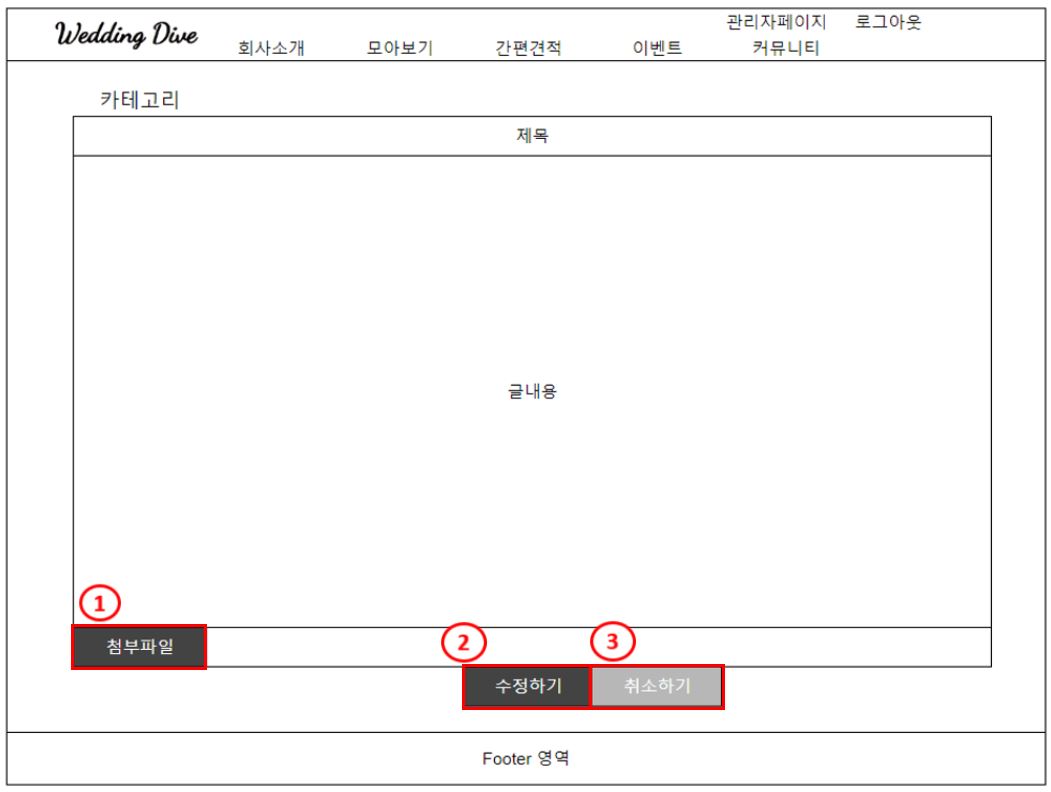 관리자페이지 로그아웃
Wedding Dive 회사소개 모아보기 간편견적 이벤트 커뮤니티
카테고리
제목
글내용
1
첨부파일
2 3
수정하기 취소하기
Footer 영역